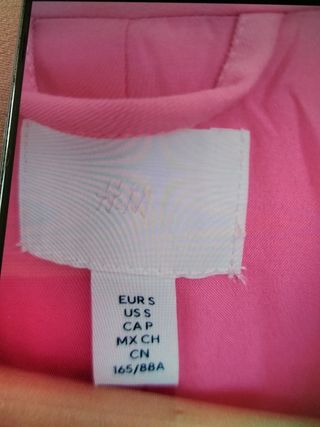 H&M
EUR S
US S
CA P
MX CH
CN
165/88A